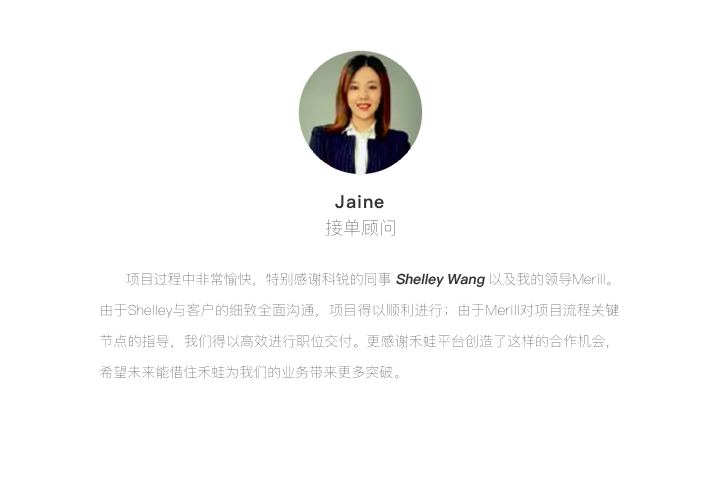 Jaine
接单顾问
项目过程中非常愉快，特别感谢科锐的同事 Shelley Wang 以及我的领导Merill。
由于Shelley与客户的细致全面沟通，项目得以顺利进行；由于Merill对项目流程关键
节点的指导，我们得以高效进行职位交付。更感谢禾蛙平台创造了这样的合作机会，
希望未来能借住禾蛙为我们的业务带来更多突破。